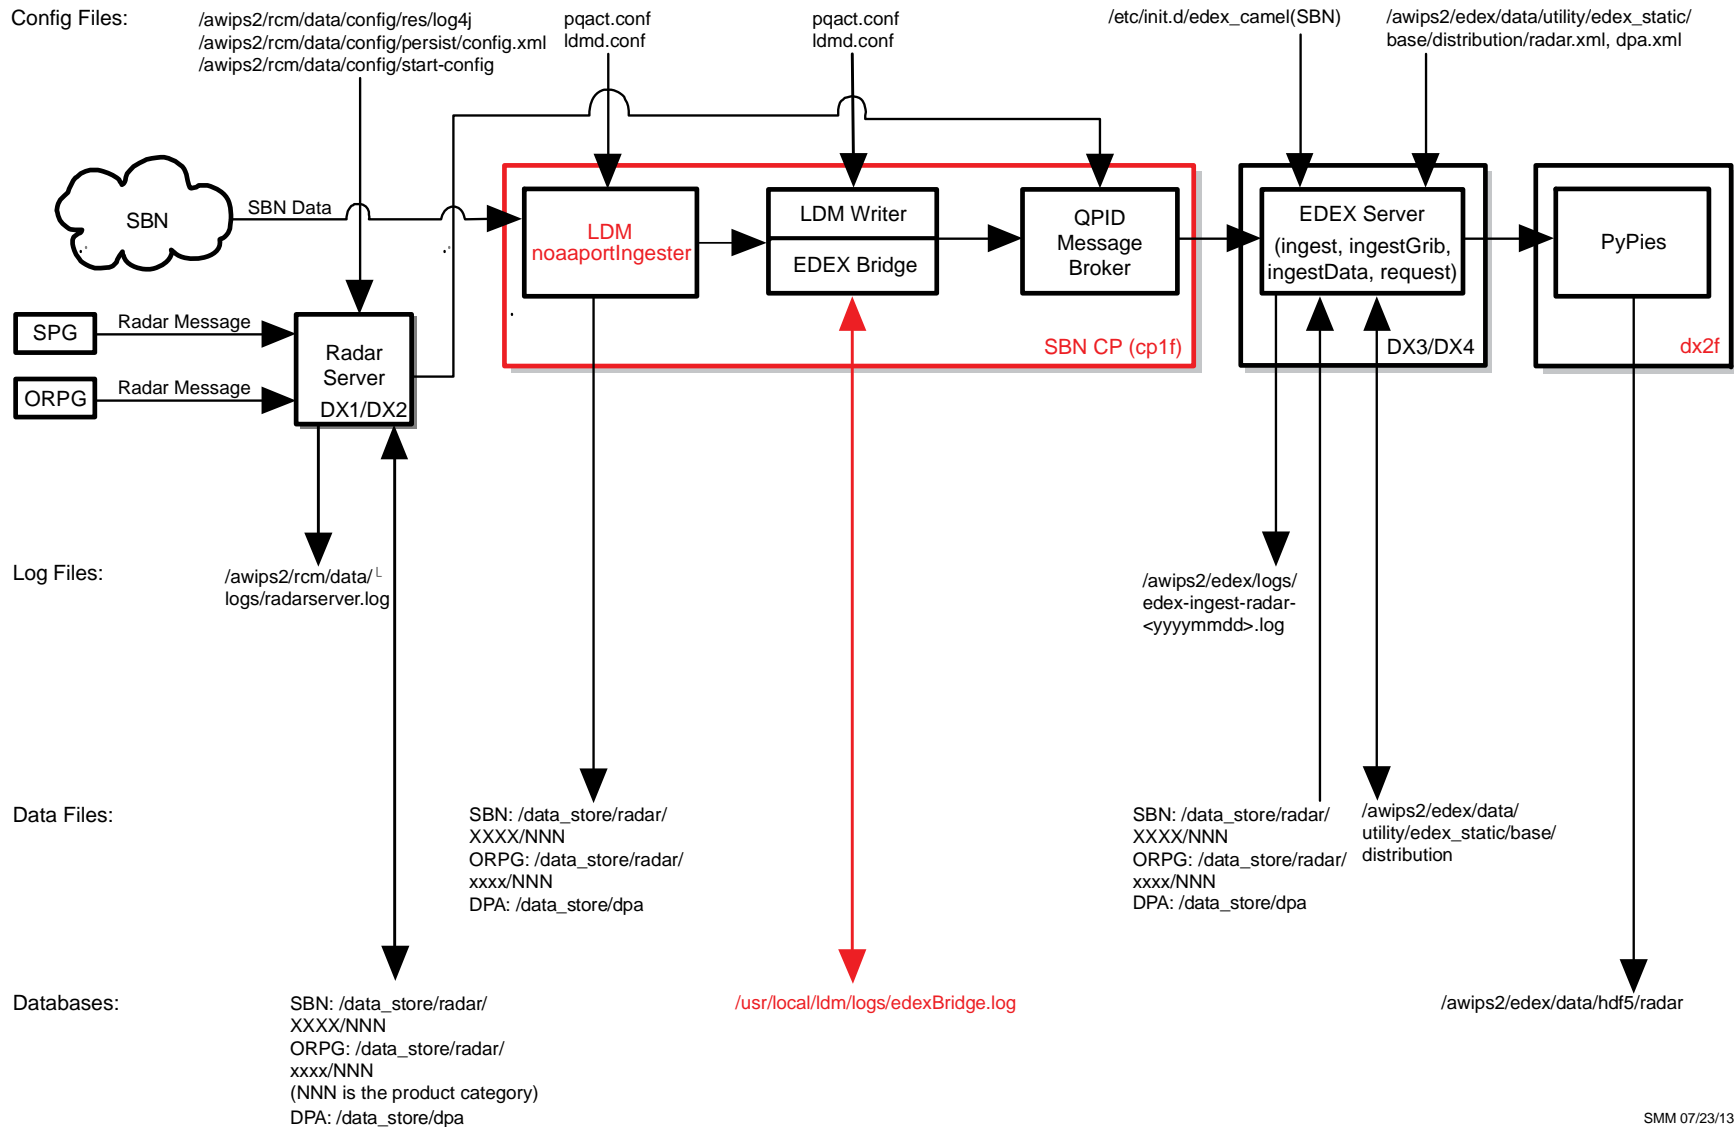 Config Files:
/awips2/rcm/data/config/res/log4j
/awips2/rcm/data/config/persist/config.xml
/awips2/rcm/data/config/start-config
pqact.conf
ldmd.conf
pqact.conf
ldmd.conf
/etc/init.d/edex_camel(SBN)
/awips2/edex/data/utility/edex_static/
base/distribution/radar.xml, dpa.xml
SBN
SBN Data
LDM
noaaportIngester
LDM Writer
EDEX Bridge
QPID
Message
Broker
SBN CP (cp1f)
EDEX Server
(ingest, ingestGrib,
ingestData, request)
DX3/DX4
PyPies
dx2f
SPG
Radar Message
ORPG
Radar Message
Radar
Server
DX1/DX2
Log Files:
/awips2/rcm/data/
logs/radarserver.log
/awips2/edex/logs/
edex-ingest-radar-
<yyyymmdd>.log
Data Files:
SBN: /data_store/radar/
XXXX/NNN
ORPG: /data_store/radar/
xxxx/NNN
DPA: /data_store/dpa
SBN: /data_store/radar/
XXXX/NNN
ORPG: /data_store/radar/
xxxx/NNN
DPA: /data_store/dpa
/awips2/edex/data/
utility/edex_static/base/
distribution
Databases:
SBN: /data_store/radar/
XXXX/NNN
ORPG: /data_store/radar/
xxxx/NNN
(NNN is the product category)
DPA: /data_store/dpa
/usr/local/ldm/logs/edexBridge.log
/awips2/edex/data/hdf5/radar
SMM 07/23/13